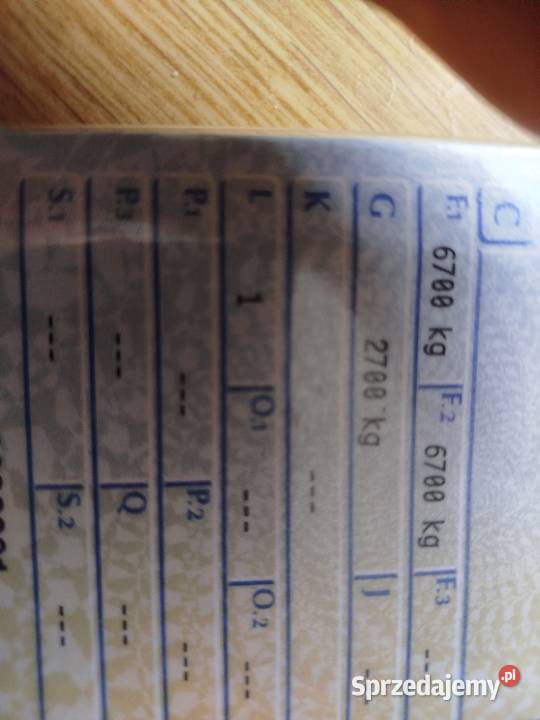 C
F.1 6700 kg F.2 6700 kg F.3 ---
G 2700 kg J -
K ---
L 1 O.1 --- O.2 ---
P.1 --- P.2 ---
P.3 --- Q ---
S.1 --- S.2 ---
Sprzedajemy.pl